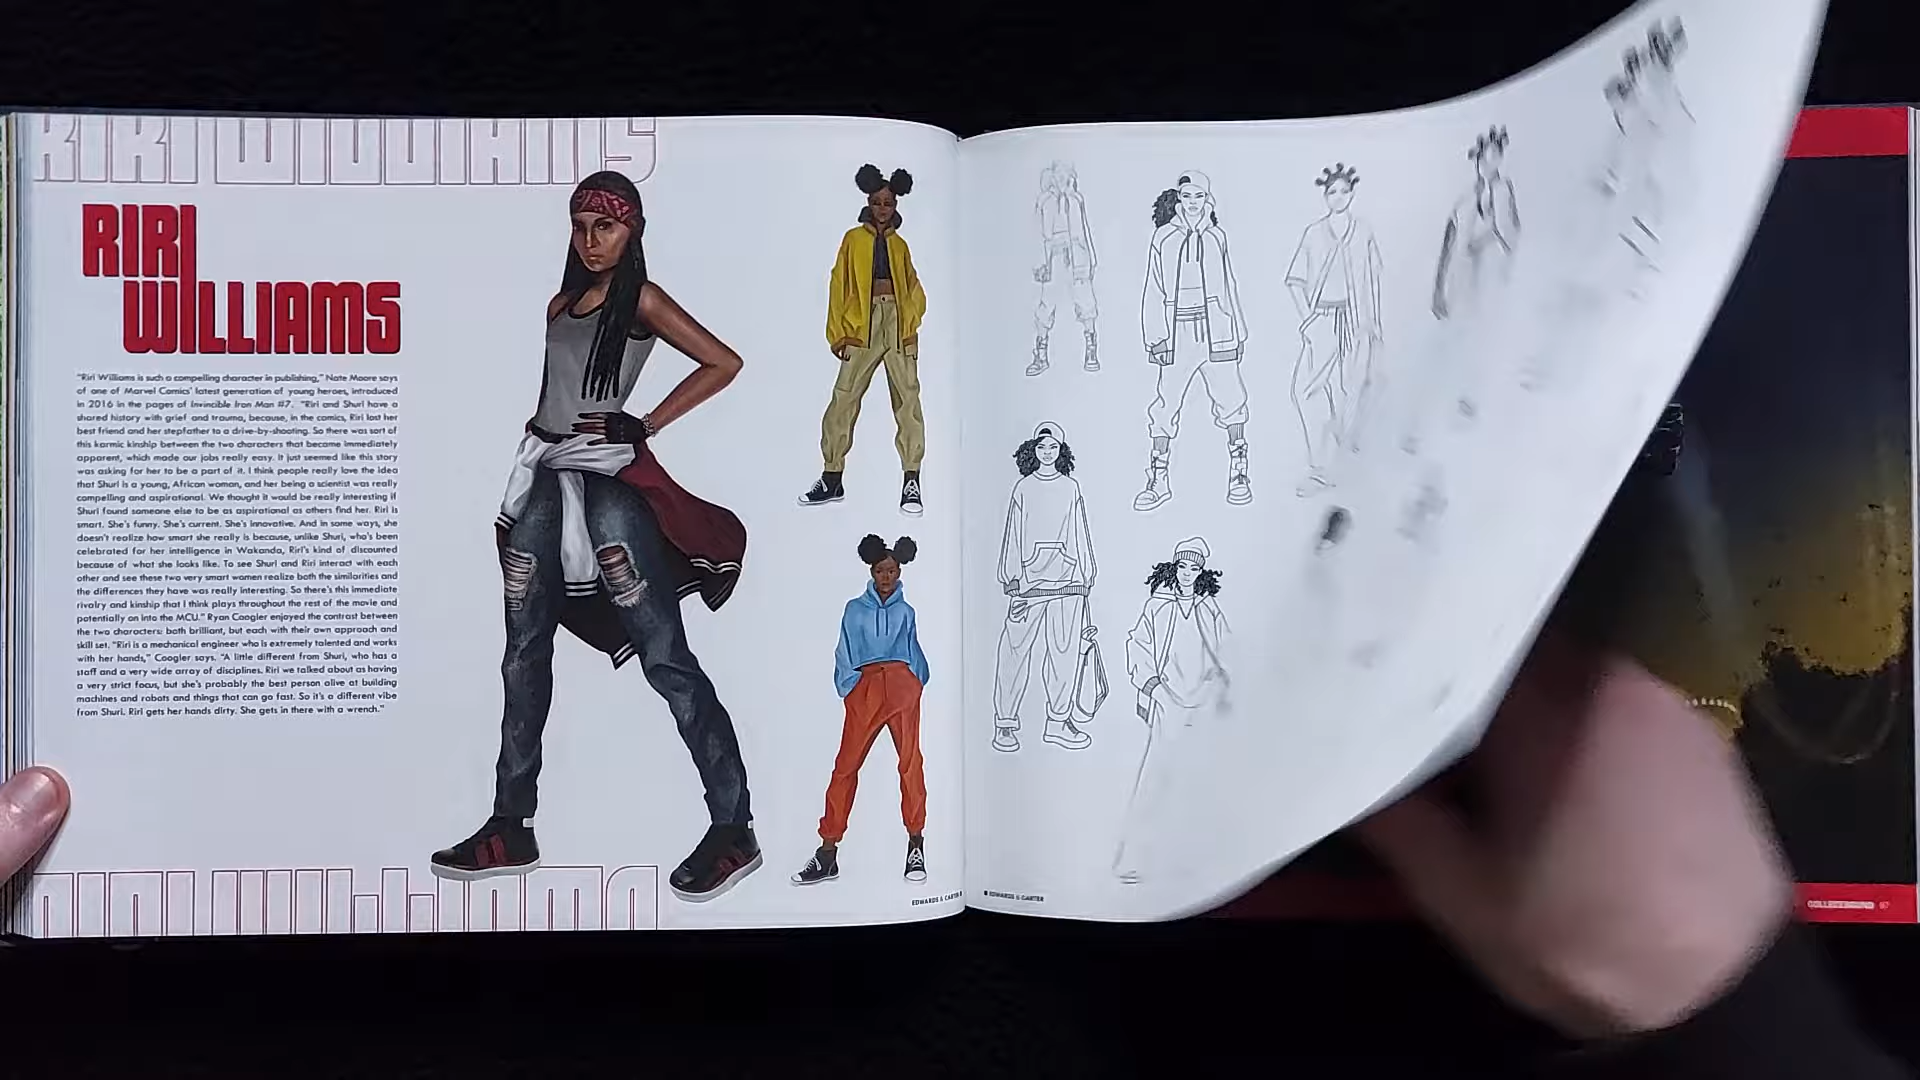 RIRI WILLIAMS
RIRI
WILLIAMS
"Riri Williams is such a compelling character in publishing," Nate Moore says
of one of Marvel Comics' latest generation of young heroes, introduced
in 2016 in the pages of Invincible Iron Man #7. "Riri and Shuri have a
shared history with grief and trauma, because, in the comics, Riri lost her
best friend and her stepfather to a drive-by-shooting. So there was sort of
this karmic kinship between the two characters that became immediately
apparent, which made our jobs really easy. It just seemed like this story
was asking for her to be a part of it. I think people really love the idea
that Shuri is a young, African woman, and her being a scientist was really
compelling and aspirational. We thought it would be really interesting if
Shuri found someone else to be as aspirational as others find her. Riri is
smart. She's funny. She's current. She's innovative. And in some ways, she
doesn't realize how smart she really is because, unlike Shuri, who's been
celebrated for her intelligence in Wakanda, Riri's kind of discounted
because of what she looks like. To see Shuri and Riri interact with each
other and see these two very smart women realize both the similarities and
the differences they have was really interesting. So there's this immediate
rivalry and kinship that I think plays throughout the rest of the movie and
potentially on into the MCU." Ryan Coogler enjoyed the contrast between
the two characters: both brilliant, but each with their own approach and
skill set. "Riri is a mechanical engineer who is extremely talented and works
with her hands," Coogler says. "A little different from Shuri, who has a
staff and a very wide array of disciplines. Riri we talked about as having
a very strict focus, but she's probably the best person alive at building
machines and robots and things that can go fast. So it's a different vibe
from Shuri. Riri gets her hands dirty. She gets in there with a wrench."
RIRI WILLIAMS
EDWARDS & CARTER
EDWARDS & CARTER